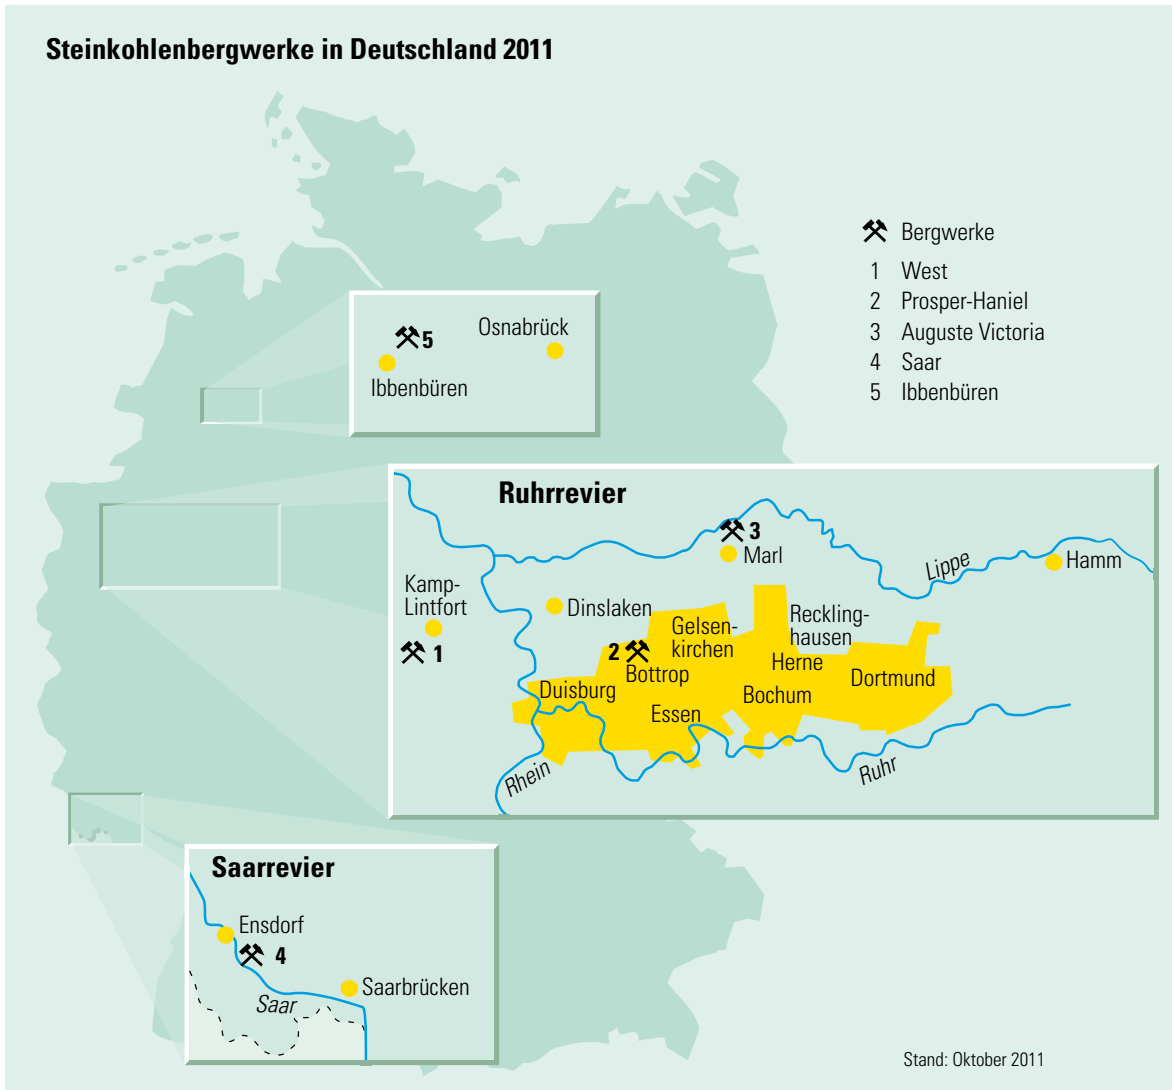 Steinkohlenbergwerke in Deutschland 2011
Bergwerke
1 West
2 Prosper-Haniel
3 Auguste Victoria
4 Saar
5 Ibbenbüren
5
Osnabrück
Ibbenbüren
Ruhrrevier
3
Marl
Lippe
Hamm
Kamp-
Lintfort
1
Dinslaken
Gelsen-
kirchen
Reckling-
hausen
2
Herne
Bottrop
Dortmund
Duisburg
Bochum
Essen
Rhein
Ruhr
Saarrevier
Ensdorf
4
Saarbrücken
Saar
Stand: Oktober 2011